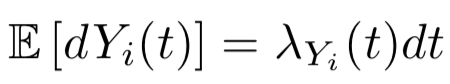 𝔼 [dYᵢ(t)] = λ_{Yᵢ}(t)dt